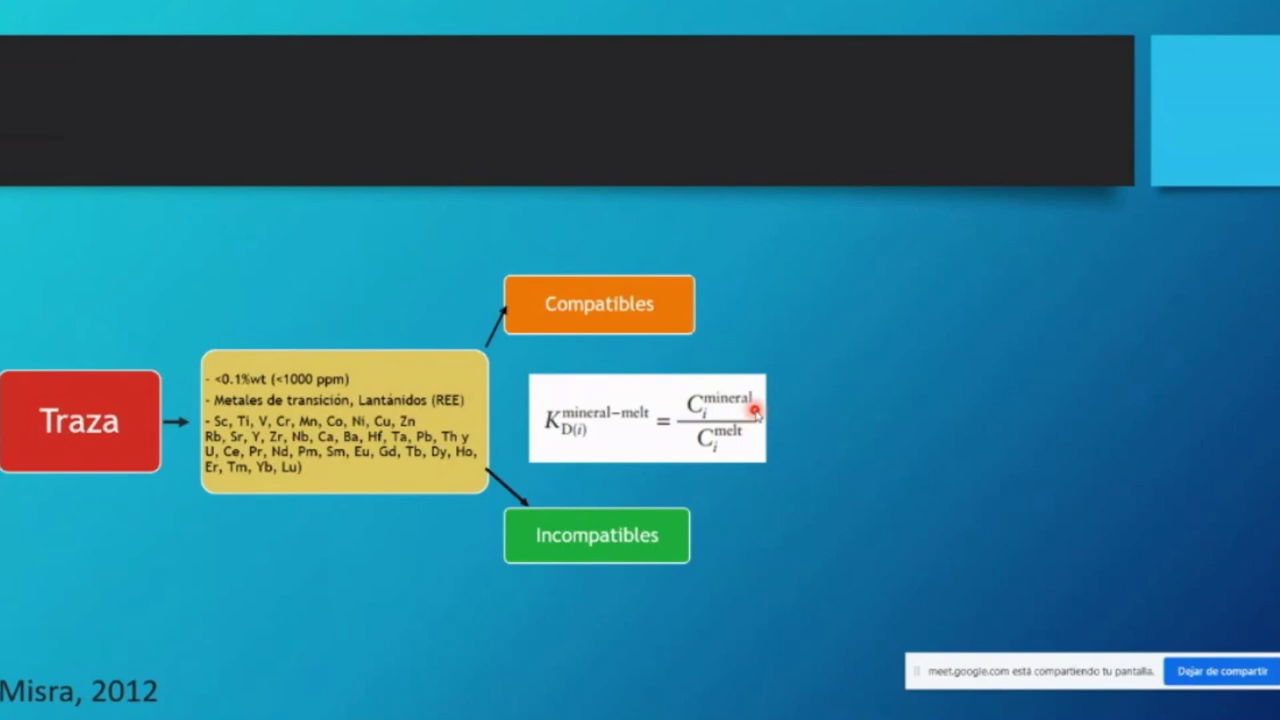 Compatibles
Traza
- <0.1%wt (<1000 ppm)
- Metales de transición, Lantánidos (REE)
- Sc, Ti, V, Cr, Mn, Co, Ni, Cu, Zn
Rb, Sr, Y, Zr, Nb, Ca, Ba, Hf, Ta, Pb, Th y
U, Ce, Pr, Nd, Pm, Sm, Eu, Gd, Tb, Dy, Ho,
Er, Tm, Yb, Lu)
K_{D(i)}^{mineral-melt} = C_i^{mineral} / C_i^{melt}
Incompatibles
Misra, 2012
meet.google.com está compartiendo tu pantalla.
Dejar de compartir